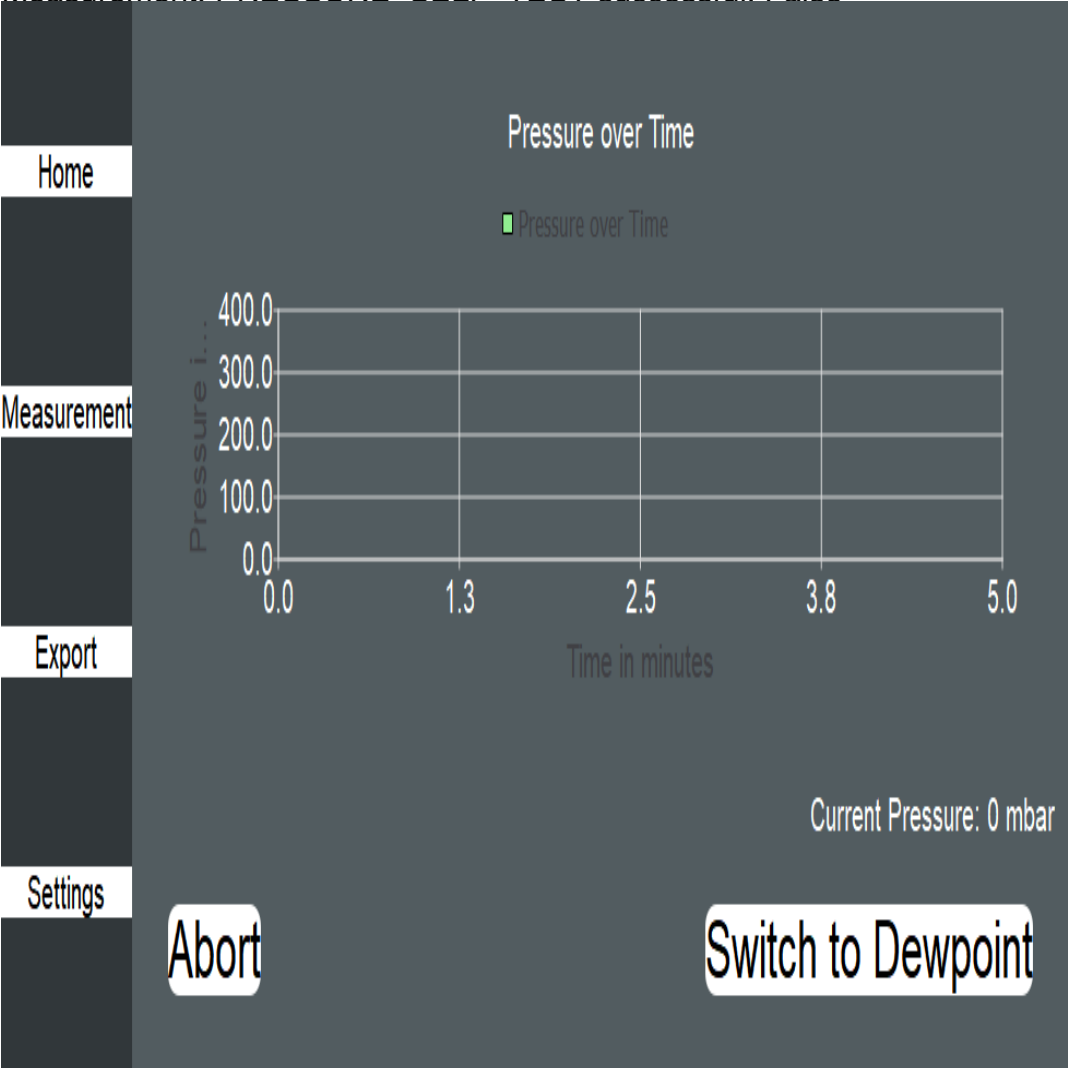 Home
Measurement
Export
Settings
Pressure over Time
Pressure over Time
Pressure i...
400.0
300.0
200.0
100.0
0.0
0.0 1.3 2.5 3.8 5.0
Time in minutes
Current Pressure: 0 mbar
Abort
Switch to Dewpoint